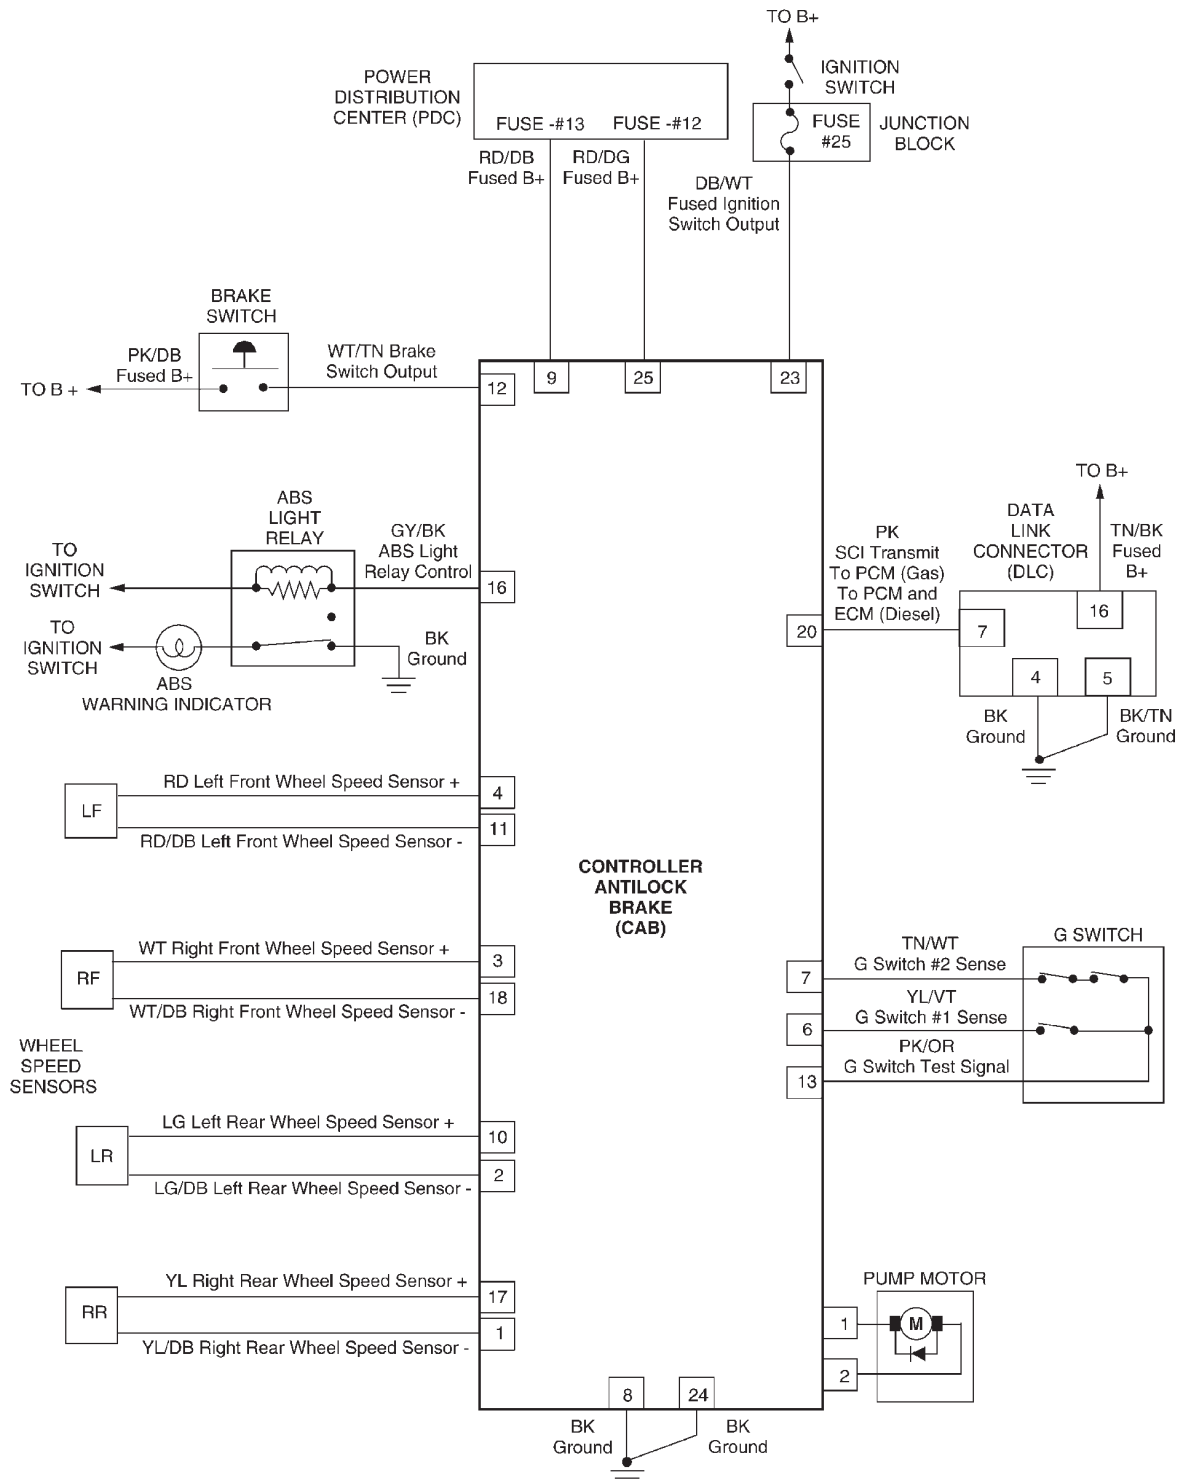 TO B+
IGNITION
SWITCH
POWER
DISTRIBUTION
CENTER (PDC)
FUSE -#13
FUSE -#12
FUSE
#25
JUNCTION
BLOCK
RD/DB
Fused B+
RD/DG
Fused B+
DB/WT
Fused Ignition
Switch Output
BRAKE
SWITCH
PK/DB
Fused B+
TO B +
WT/TN Brake
Switch Output
12
9
25
23
ABS
LIGHT
RELAY
GY/BK
ABS Light
Relay Control
TO
IGNITION
SWITCH
16
TO
IGNITION
SWITCH
BK
Ground
ABS
WARNING INDICATOR
TO B+
DATA
LINK
CONNECTOR
(DLC)
TN/BK
Fused
B+
PK
SCI Transmit
To PCM (Gas)
To PCM and
ECM (Diesel)
20
7
16
4
5
BK
Ground
BK/TN
Ground
LF
RD Left Front Wheel Speed Sensor +
4
RD/DB Left Front Wheel Speed Sensor -
11
CONTROLLER
ANTILOCK
BRAKE
(CAB)
RF
WT Right Front Wheel Speed Sensor +
3
WT/DB Right Front Wheel Speed Sensor -
18
G SWITCH
TN/WT
G Switch #2 Sense
7
YL/VT
G Switch #1 Sense
6
PK/OR
G Switch Test Signal
13
WHEEL
SPEED
SENSORS
LR
LG Left Rear Wheel Speed Sensor +
10
LG/DB Left Rear Wheel Speed Sensor -
2
RR
YL Right Rear Wheel Speed Sensor +
17
YL/DB Right Rear Wheel Speed Sensor -
1
PUMP MOTOR
1
M
2
8
24
BK
Ground
BK
Ground